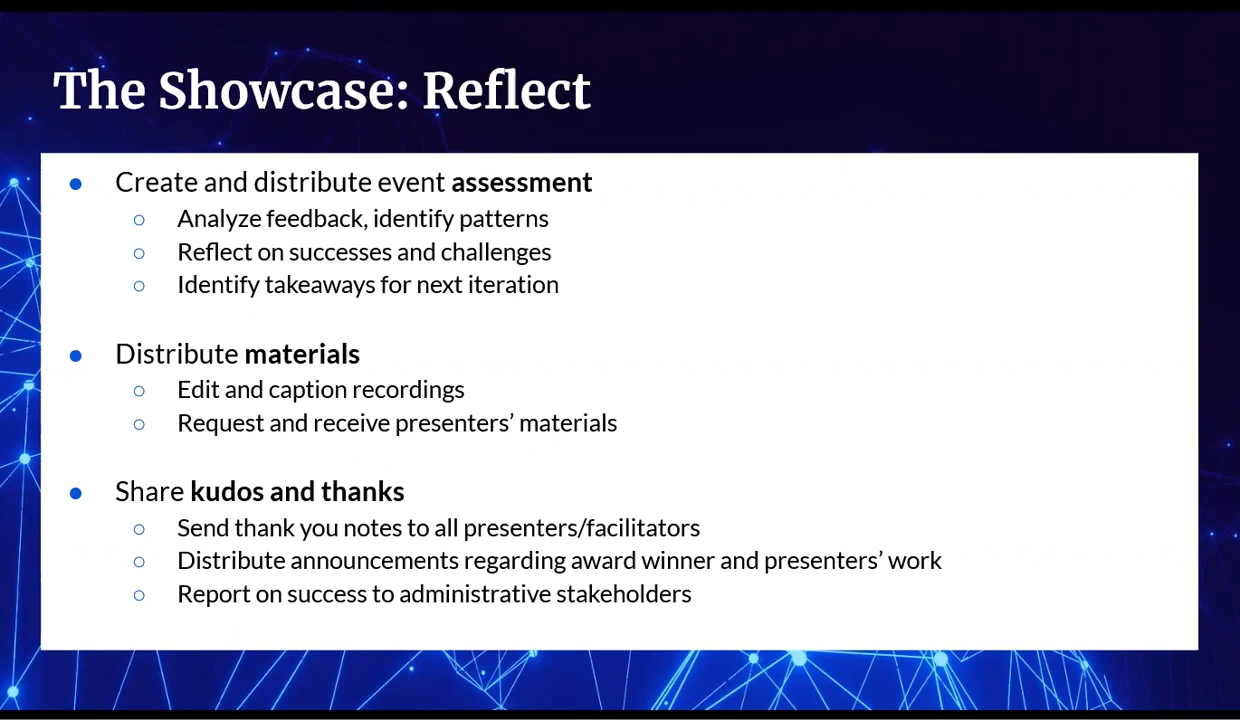 The Showcase: Reflect
● Create and distribute event assessment
○ Analyze feedback, identify patterns
○ Reflect on successes and challenges
○ Identify takeaways for next iteration
● Distribute materials
○ Edit and caption recordings
○ Request and receive presenters’ materials
● Share kudos and thanks
○ Send thank you notes to all presenters/facilitators
○ Distribute announcements regarding award winner and presenters’ work
○ Report on success to administrative stakeholders